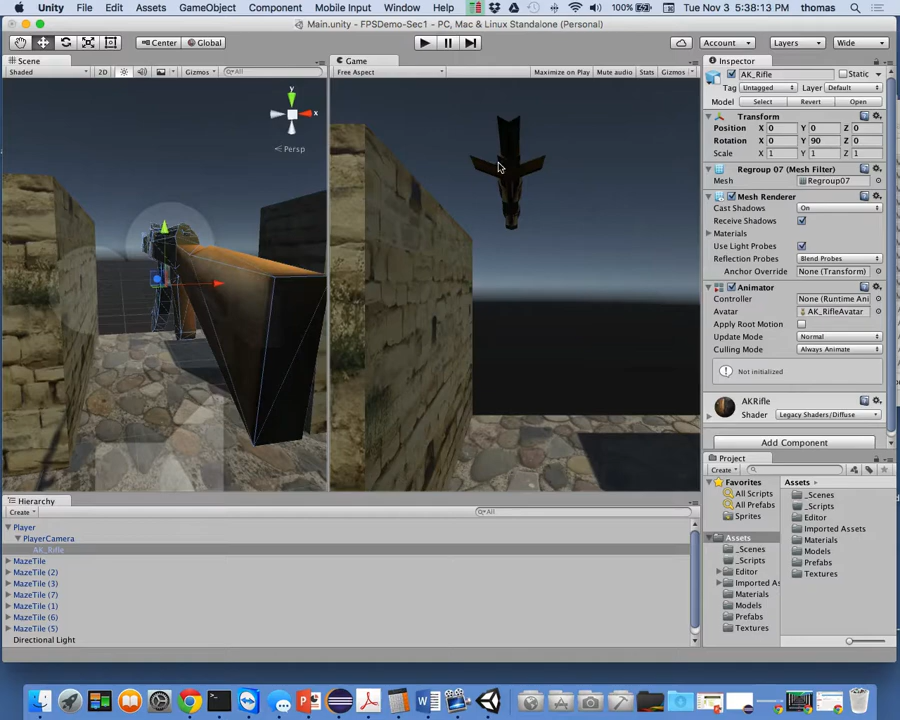 Unity File Edit Assets GameObject Component Mobile Input Window Help 100% Tue Nov 3 5:38:13 PM thomas
Main.unity - FPSDemo-Sec1 - PC, Mac & Linux Standalone (Personal)
Center Global Account Layers Wide
Scene
Shaded 2D Gizmos All
y
x
Persp
Game
Free Aspect Maximize on Play Mute audio Stats Gizmos
Inspector
AK_Rifle Static
Tag Untagged Layer Default
Model Select Revert Open
Transform
Position X 0 Y 0 Z 0
Rotation X 0 Y 90 Z 0
Scale X 1 Y 1 Z 1
Regroup 07 (Mesh Filter)
Mesh Regroup07
Mesh Renderer
Cast Shadows On
Receive Shadows
Materials
Use Light Probes
Reflection Probes Blend Probes
Anchor Override None (Transform)
Animator
Controller None (Runtime Ani
Avatar AK_RifleAvatar
Apply Root Motion
Update Mode Normal
Culling Mode Always Animate
Not initialized
AKRifle
Shader Legacy Shaders/Diffuse
Add Component
Hierarchy
Create All
Player
PlayerCamera
AK_Rifle
MazeTile
MazeTile (2)
MazeTile (3)
MazeTile (7)
MazeTile (1)
MazeTile (6)
MazeTile (5)
Directional Light
Project
Create
Favorites
All Scripts
All Prefabs
Sprites
Assets
_Scenes
_Scripts
Editor
Imported As
Materials
Models
Prefabs
Textures
Assets
_Scenes
_Scripts
Editor
Imported Assets
Materials
Models
Prefabs
Textures